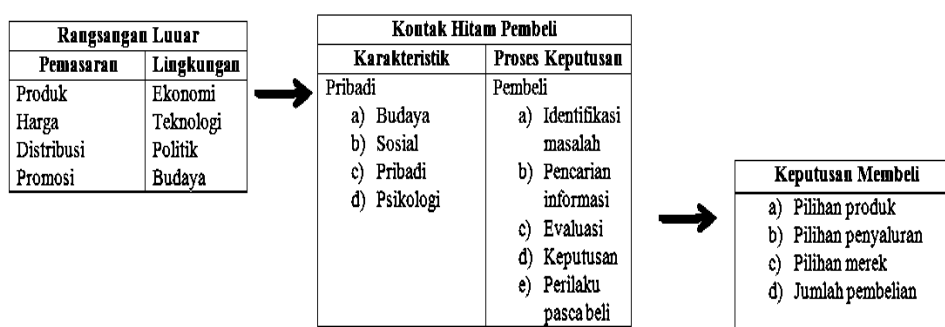 Rangsangan Luuar
Pemasaran Lingkungan
Produk Ekonomi
Harga Teknologi
Distribusi Politik
Promosi Budaya
Kontak Hitam Pembeli
Karakteristik Proses Keputusan
Pribadi Pembeli
a) Budaya a) Identifikasi
b) Sosial masalah
c) Pribadi b) Pencarian
d) Psikologi informasi
c) Evaluasi
d) Keputusan
e) Perilaku
pasca beli
Keputusan Membeli
a) Pilihan produk
b) Pilihan penyaluran
c) Pilihan merek
d) Jumlah pembelian